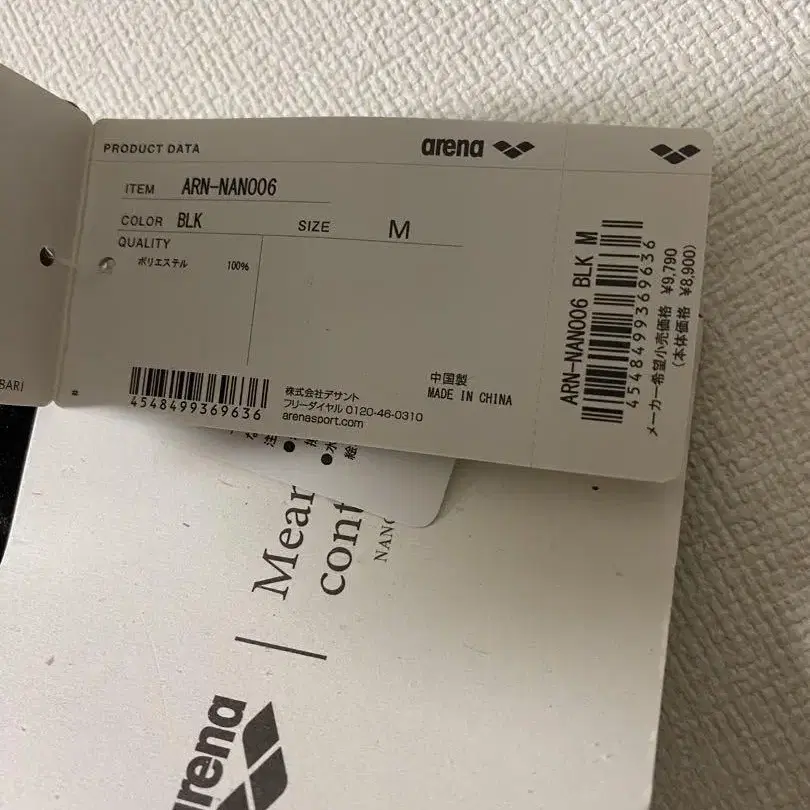 PRODUCT DATA
arena
ITEM ARN-NAN006
COLOR BLK
SIZE M
QUALITY
ポリエステル 100%
4548499369636
株式会社デサント
フリーダイヤル 0120-46-0310
arenasport.com
中国製
MADE IN CHINA
ARN-NAN006 BLK M
4548499369636
メーカー希望小売価格 ¥9,790
(本体価格 ¥8,900)
BARI
注
●
●水
Mear
cont
NANO
arena